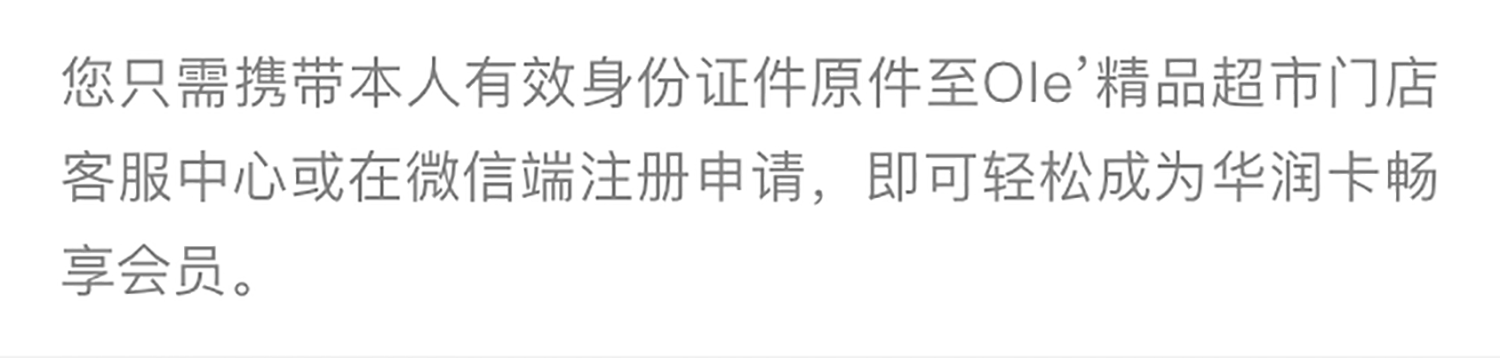 您只需携带本人有效身份证件原件至Ole’精品超市门店
客服中心或在微信端注册申请，即可轻松成为华润卡畅
享会员。